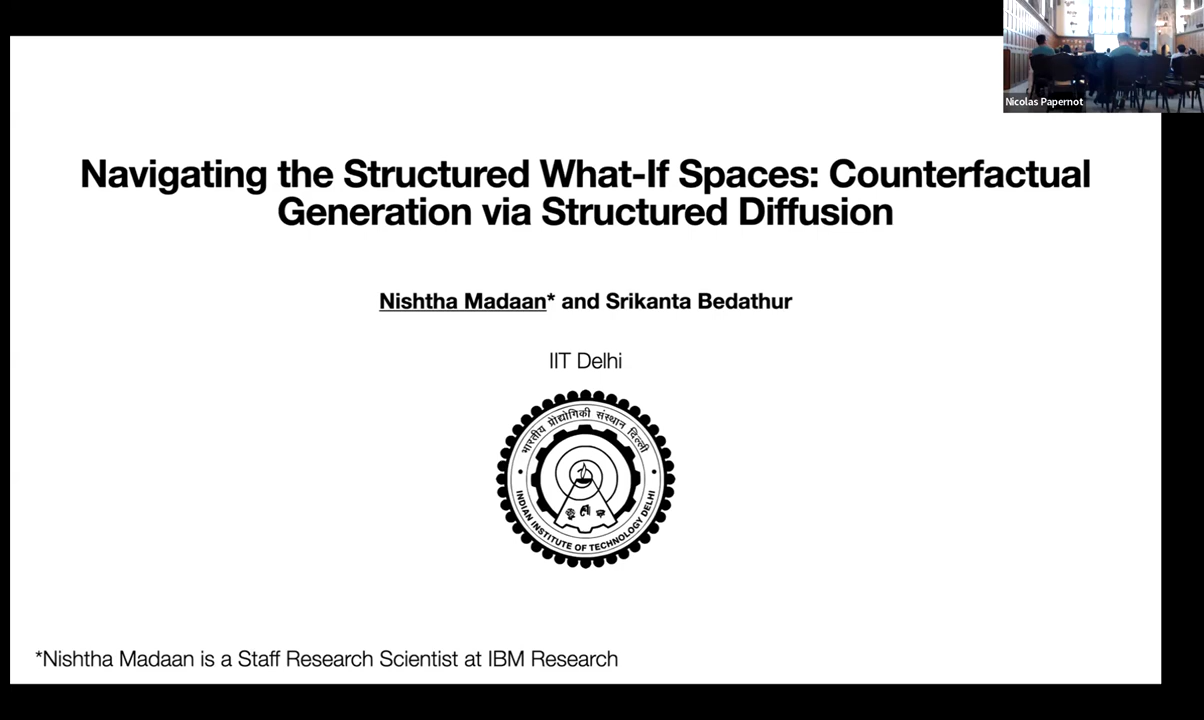 Nicolas Papernot
Navigating the Structured What-If Spaces: Counterfactual
Generation via Structured Diffusion
Nishtha Madaan* and Srikanta Bedathur
IIT Delhi
भारतीय प्रौद्योगिकी संस्थान दिल्ली
INDIAN INSTITUTE OF TECHNOLOGY DELHI
*Nishtha Madaan is a Staff Research Scientist at IBM Research